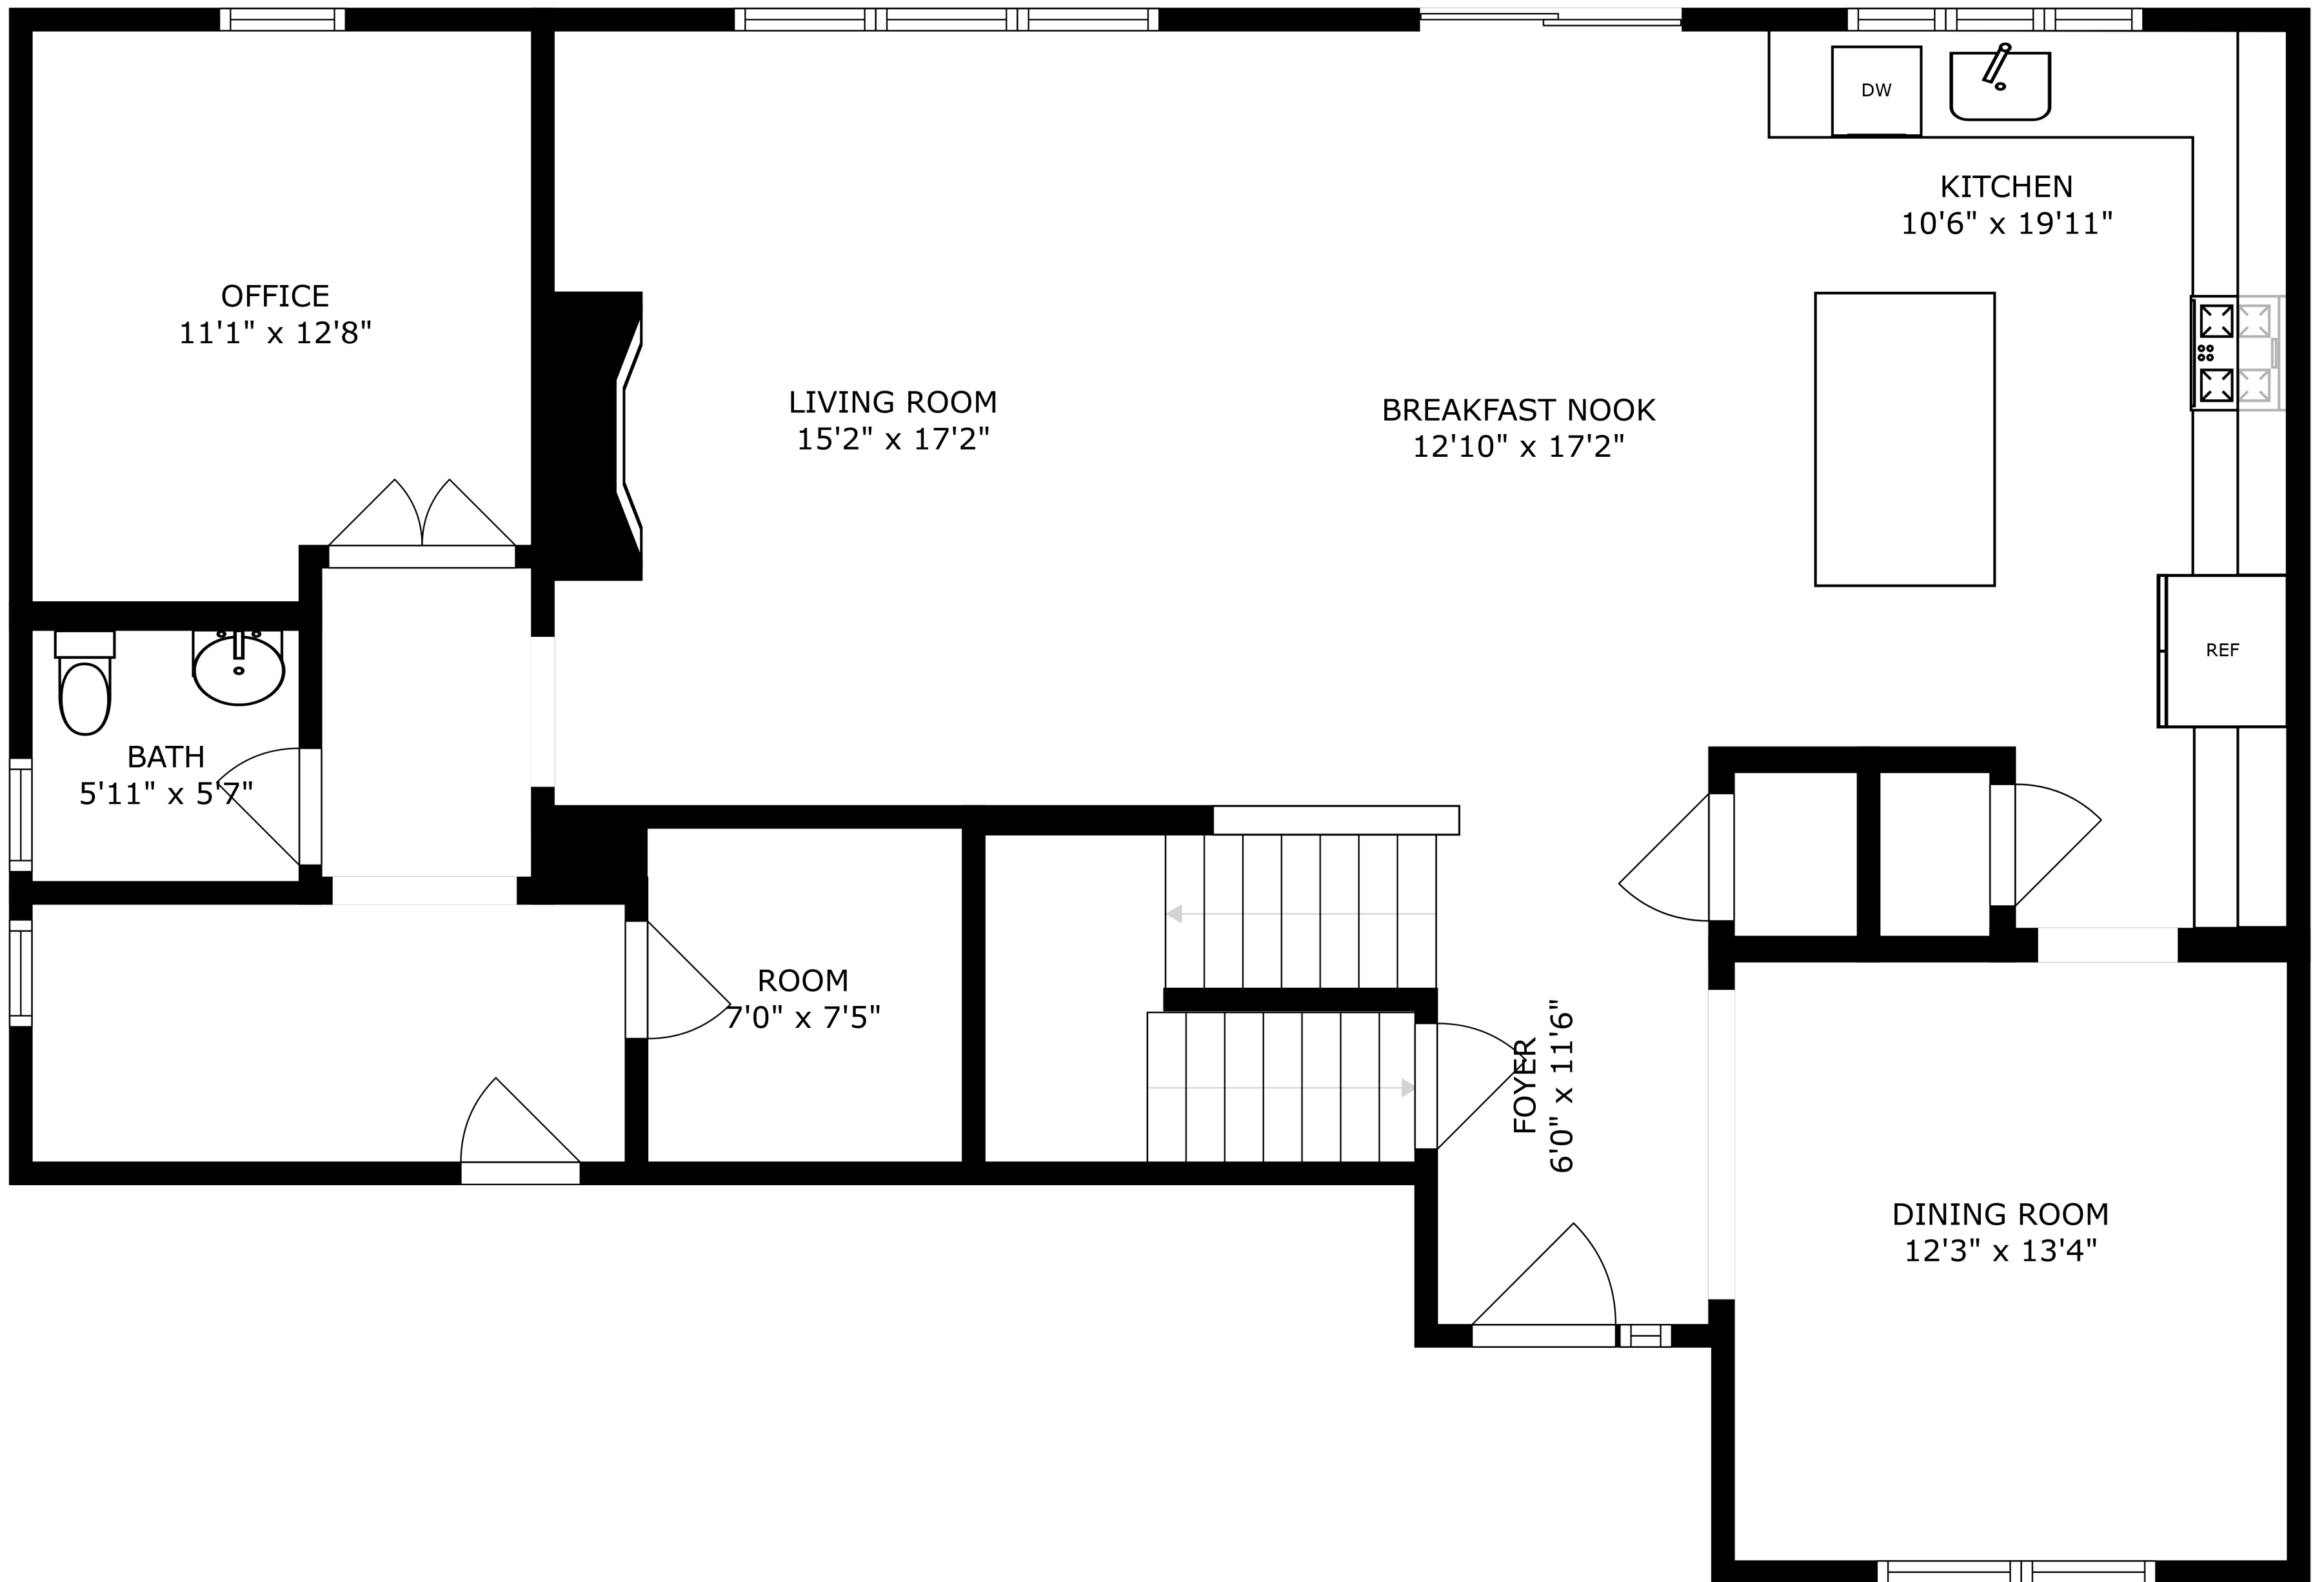 DW
KITCHEN
10'6" x 19'11"
OFFICE
11'1" x 12'8"
LIVING ROOM
15'2" x 17'2"
BREAKFAST NOOK
12'10" x 17'2"
REF
BATH
5'11" x 5'7"
ROOM
7'0" x 7'5"
FOYER
6'0" x 11'6"
DINING ROOM
12'3" x 13'4"